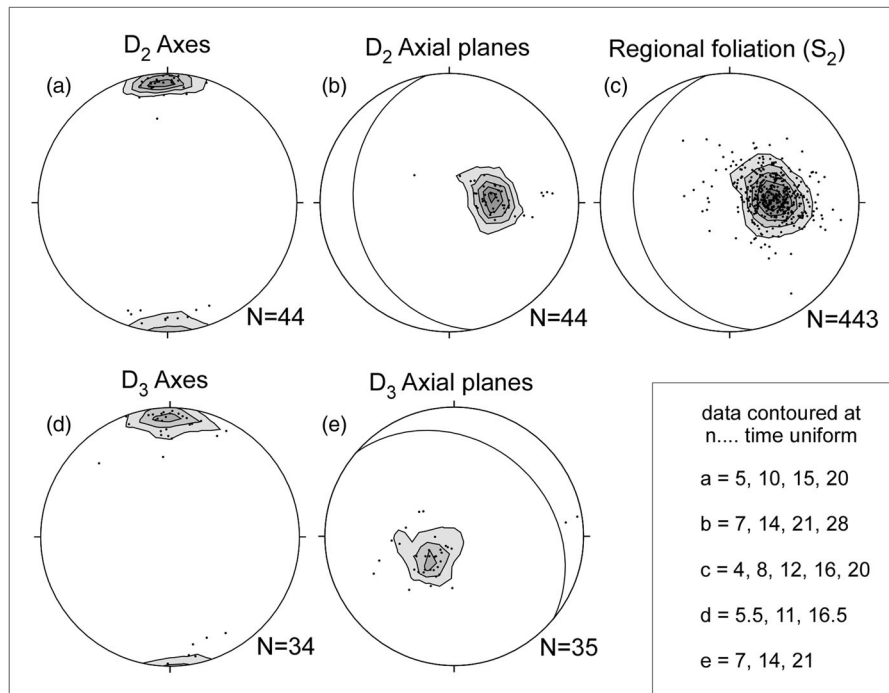 D₂ Axes
D₂ Axial planes
Regional foliation (S₂)
(a)
(b)
(c)
N=44
N=44
N=443
D₃ Axes
D₃ Axial planes
(d)
(e)
N=34
N=35
data contoured at
n.... time uniform
a = 5, 10, 15, 20
b = 7, 14, 21, 28
c = 4, 8, 12, 16, 20
d = 5.5, 11, 16.5
e = 7, 14, 21